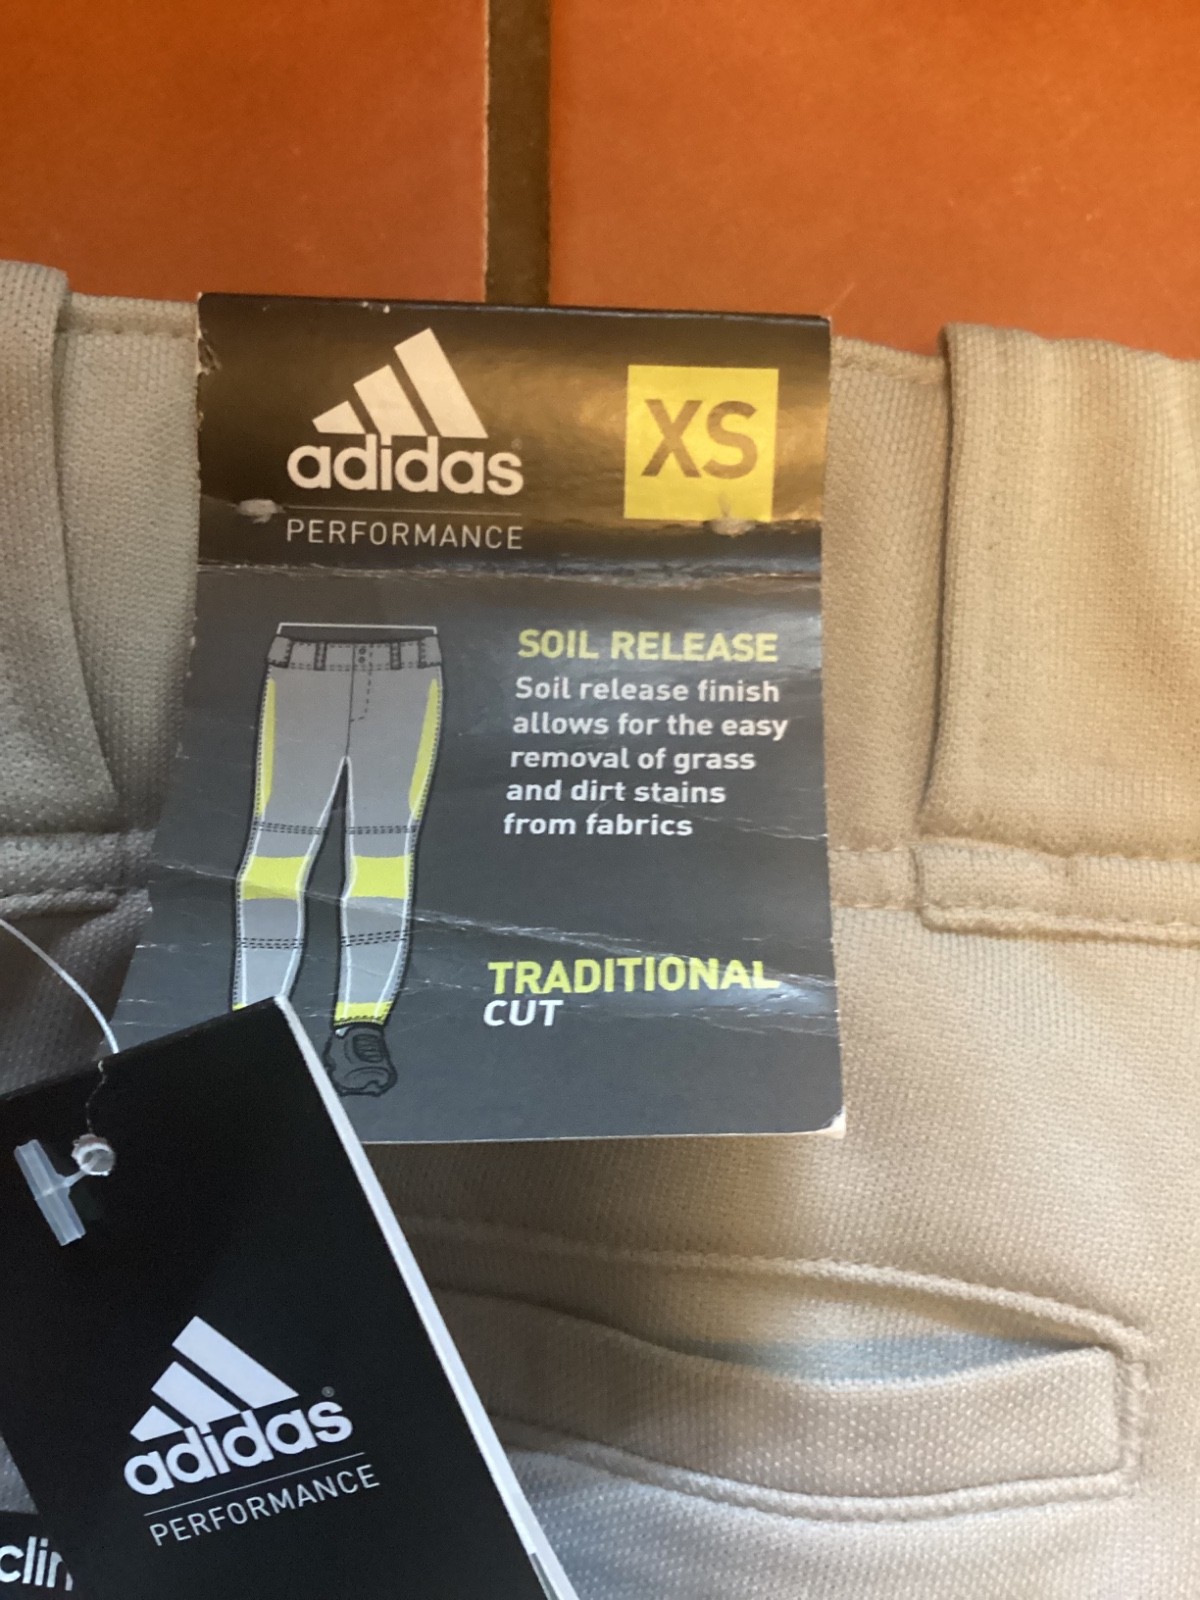 adidas
PERFORMANCE
XS
SOIL RELEASE
Soil release finish
allows for the easy
removal of grass
and dirt stains
from fabrics
TRADITIONAL
CUT
adidas®
PERFORMANCE